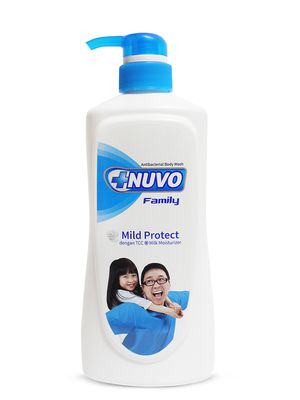 Antibacterial Body Wash
NUVO
Family
Mild Protect
dengan TCC & Milk Moisturizer